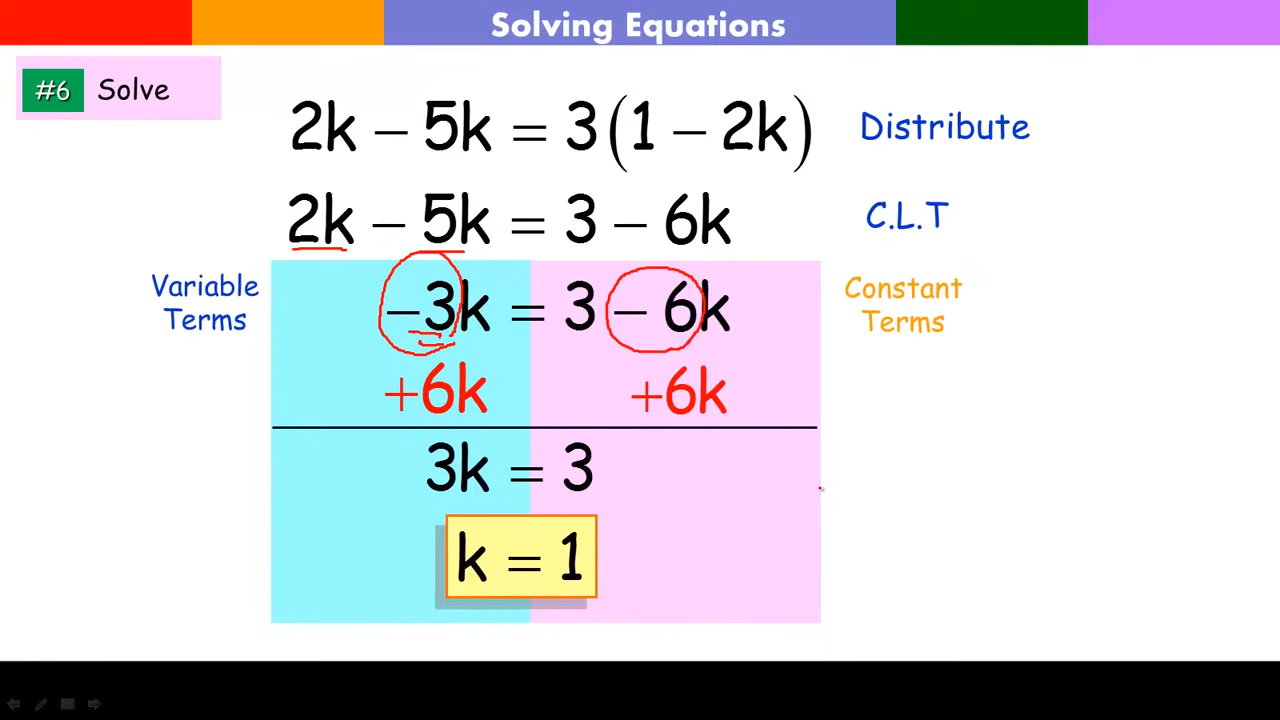 Solving Equations
#6 Solve
2k − 5k = 3(1 − 2k) Distribute
2k − 5k = 3 − 6k C.L.T
Variable Terms
−3k = 3 − 6k
Constant Terms
+6k +6k
3k = 3
k = 1